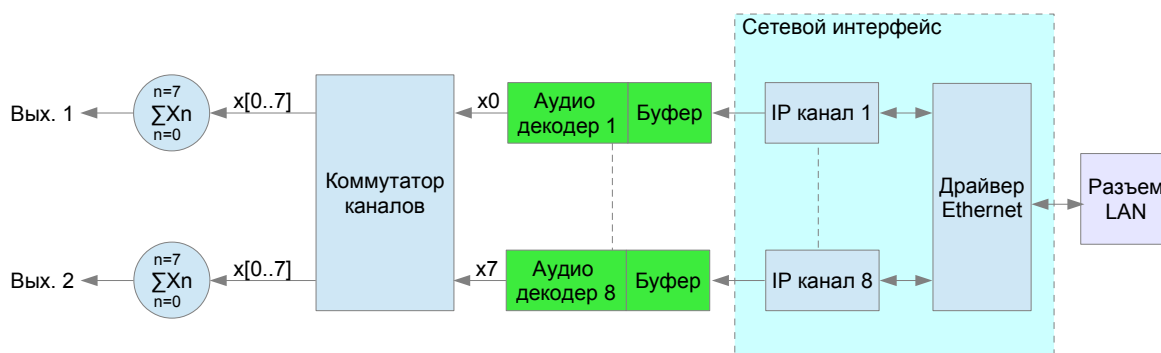 Сетевой интерфейс
n=7
∑Xn
n=0
Вых. 1
x[0..7]
x0
Аудио
декодер 1
Буфер
IP канал 1
Коммутатор
каналов
Драйвер
Ethernet
Разъем
LAN
n=7
∑Xn
n=0
Вых. 2
x[0..7]
x7
Аудио
декодер 8
Буфер
IP канал 8